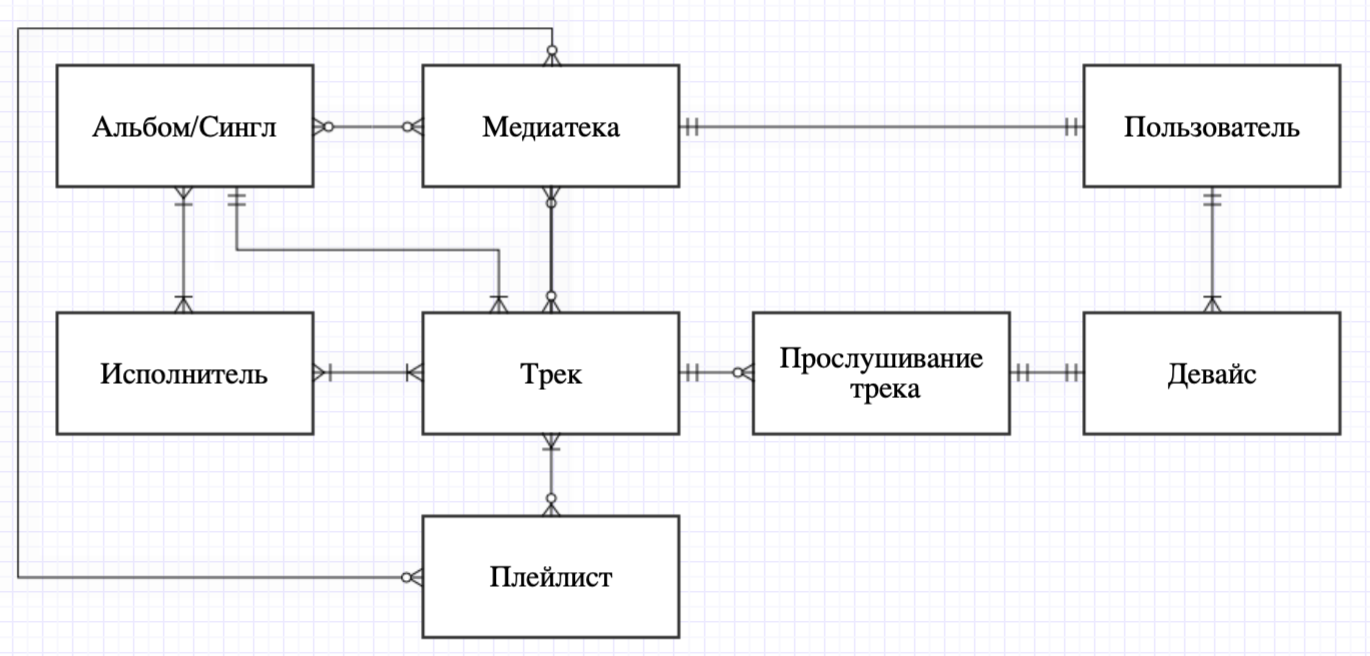 Альбом/Сингл
Медиатека
Пользователь
Исполнитель
Трек
Прослушивание
трека
Девайс
Плейлист